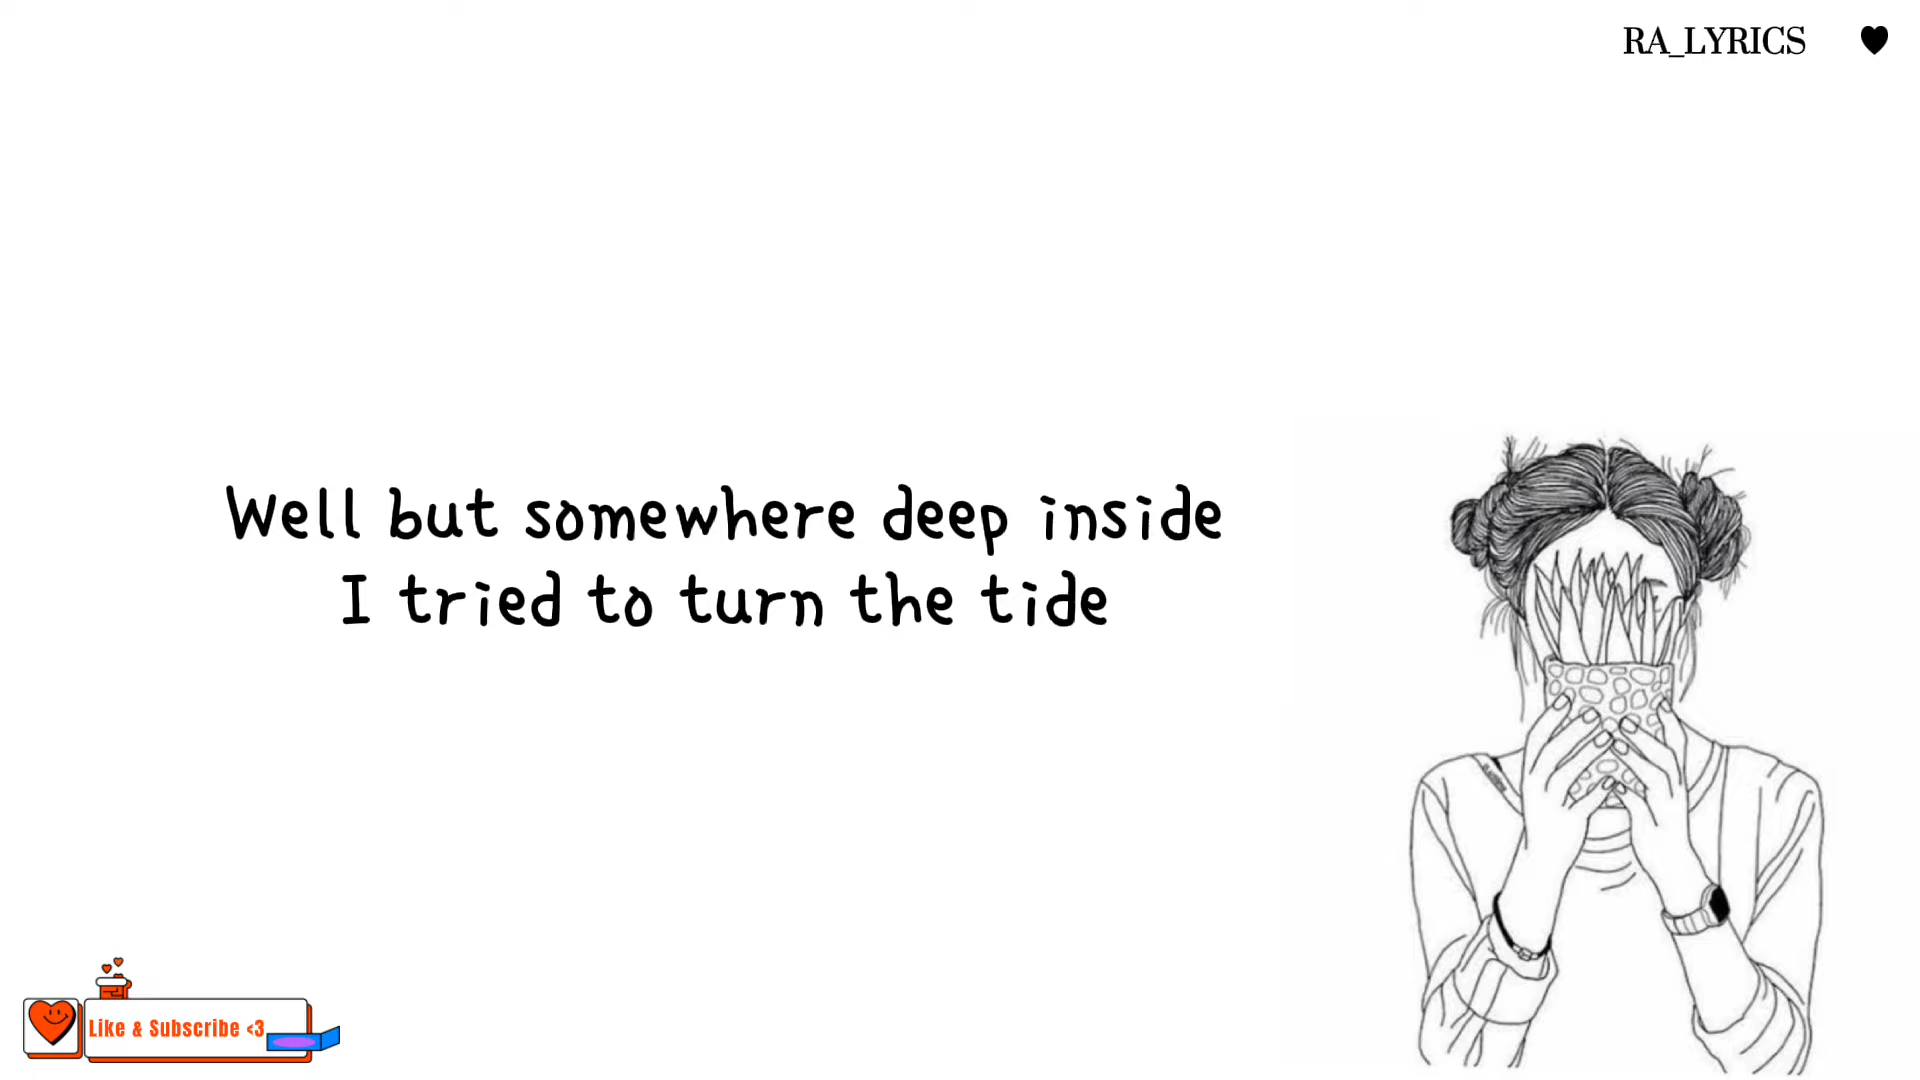 RA_LYRICS
Well but somewhere deep inside
I tried to turn the tide
Like & Subscribe <3